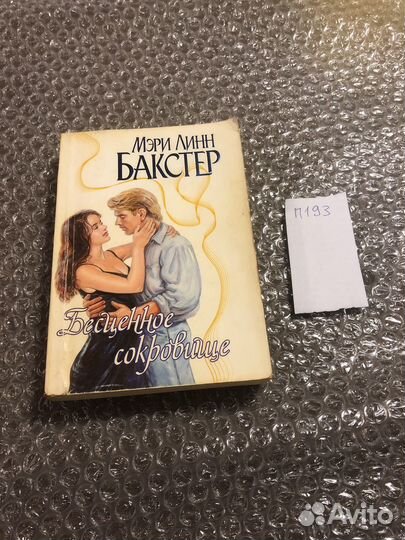 МЭРИ ЛИНН
БАКСТЕР
П193
Бесценное
сокровище
Avito